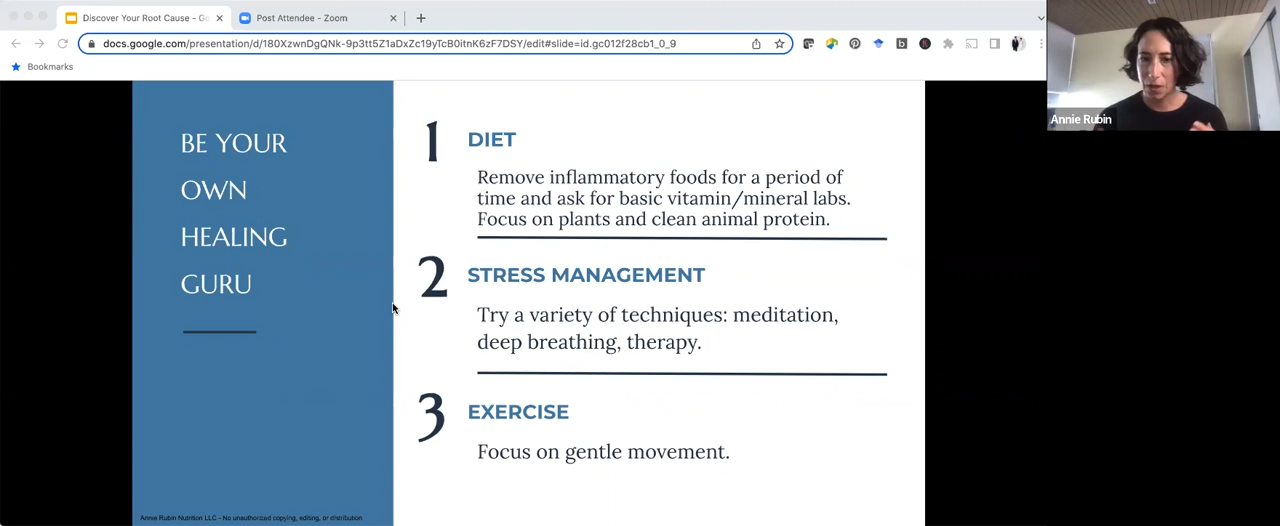 Discover Your Root Cause - Go
Post Attendee - Zoom
docs.google.com/presentation/d/180XzwnDgQNk-9p3tt5Z1aDxZc19yTcB0itnK6zF7DSY/edit#slide=id.gc012f28cb1_0_9
Bookmarks
Annie Rubin
BE YOUR
OWN
HEALING
GURU
1 DIET
Remove inflammatory foods for a period of
time and ask for basic vitamin/mineral labs.
Focus on plants and clean animal protein.
2 STRESS MANAGEMENT
Try a variety of techniques: meditation,
deep breathing, therapy.
3 EXERCISE
Focus on gentle movement.
Annie Rubin Nutrition LLC - No unauthorized copying, editing, or distribution